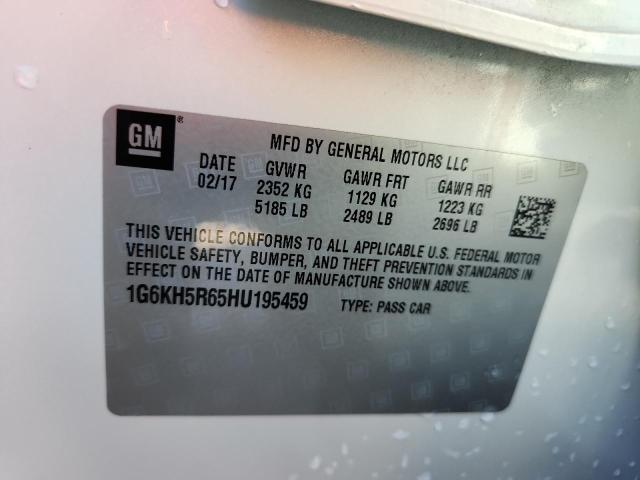 GM ®
MFD BY GENERAL MOTORS LLC
DATE GVWR GAWR FRT GAWR RR
02/17 2352 KG 1129 KG 1223 KG
5185 LB 2489 LB 2696 LB
THIS VEHICLE CONFORMS TO ALL APPLICABLE U.S. FEDERAL MOTOR
VEHICLE SAFETY, BUMPER, AND THEFT PREVENTION STANDARDS IN
EFFECT ON THE DATE OF MANUFACTURE SHOWN ABOVE.
1G6KH5R65HU195459 TYPE: PASS CAR